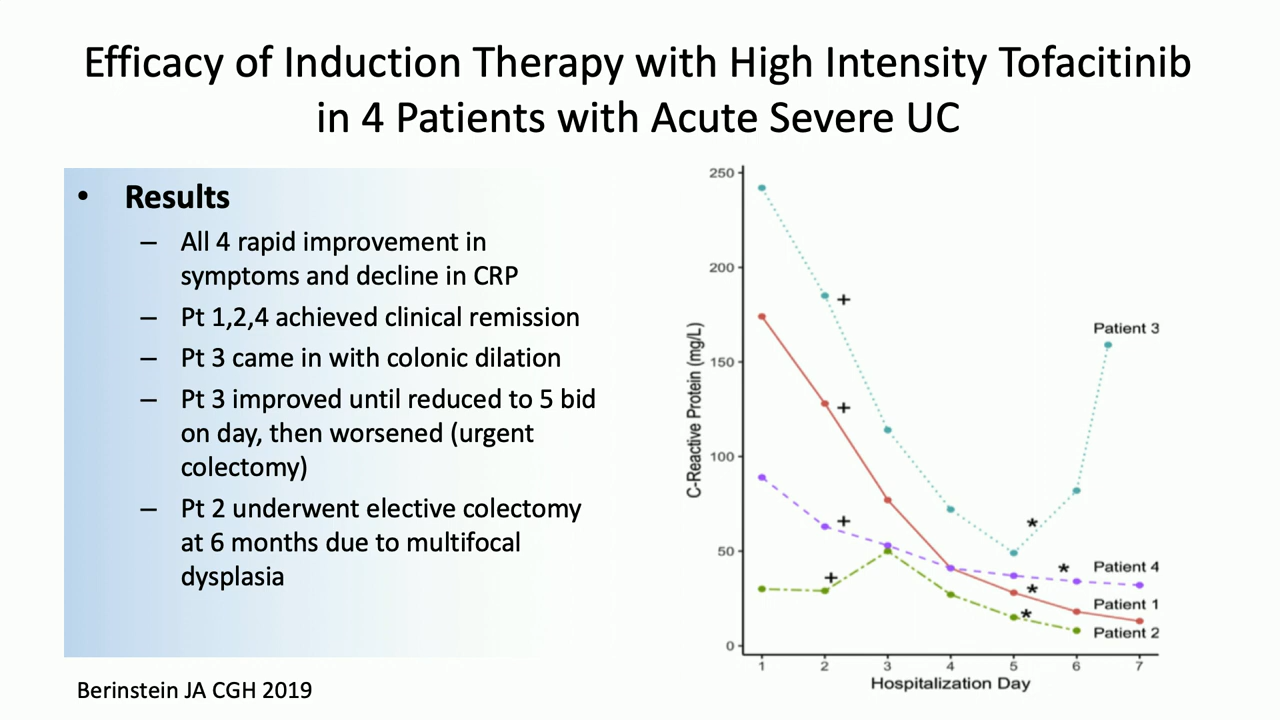 Efficacy of Induction Therapy with High Intensity Tofacitinib
in 4 Patients with Acute Severe UC
• Results
– All 4 rapid improvement in
symptoms and decline in CRP
– Pt 1,2,4 achieved clinical remission
– Pt 3 came in with colonic dilation
– Pt 3 improved until reduced to 5 bid
on day, then worsened (urgent
colectomy)
– Pt 2 underwent elective colectomy
at 6 months due to multifocal
dysplasia
Berinstein JA CGH 2019
C-Reactive Protein (mg/L)
250
200
150
100
50
0
+
+
+
+
*
*
*
*
Patient 3
Patient 4
Patient 1
Patient 2
1 2 3 4 5 6 7
Hospitalization Day